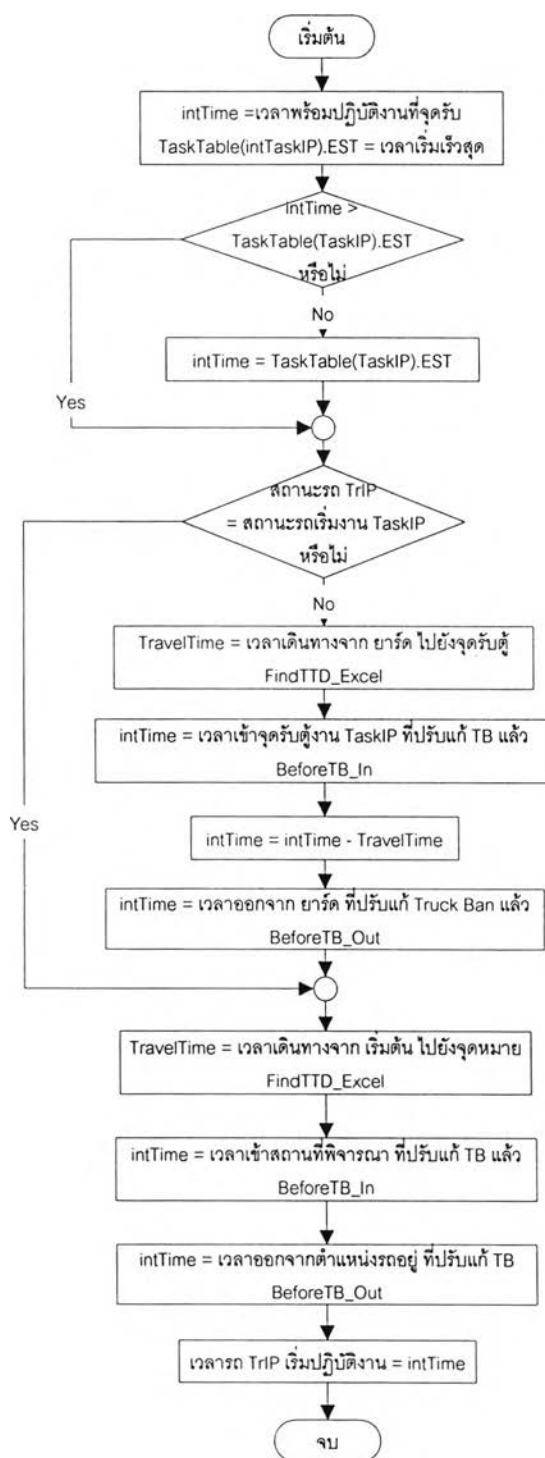 เริ่มต้น
intTime =เวลาพร้อมปฏิบัติงานที่จุดรับ
TaskTable(intTaskIP).EST = เวลาเริ่มเร็วสุด
intTime >
TaskTable(TaskIP).EST
หรือไม่
No
intTime = TaskTable(TaskIP).EST
Yes
สถานะรถ TrIP
= สถานะรถเริ่มงาน TaskIP
หรือไม่
No
TravelTime = เวลาเดินทางจาก ยาร์ด ไปยังจุดรับตู้
FindTTD_Excel
intTime = เวลาเข้าจุดรับตู้งาน TaskIP ที่ปรับแก้ TB แล้ว
BeforeTB_In
Yes
intTime = intTime - TravelTime
intTime = เวลาออกจาก ยาร์ด ที่ปรับแก้ Truck Ban แล้ว
BeforeTB_Out
TravelTime = เวลาเดินทางจาก เริ่มต้น ไปยังจุดหมาย
FindTTD_Excel
intTime = เวลาเข้าสถานที่พิจารณา ที่ปรับแก้ TB แล้ว
BeforeTB_In
intTime = เวลาออกจากตำแหน่งรถอยู่ ที่ปรับแก้ TB
BeforeTB_Out
เวลารถ TrIP เริ่มปฏิบัติงาน = intTime
จบ